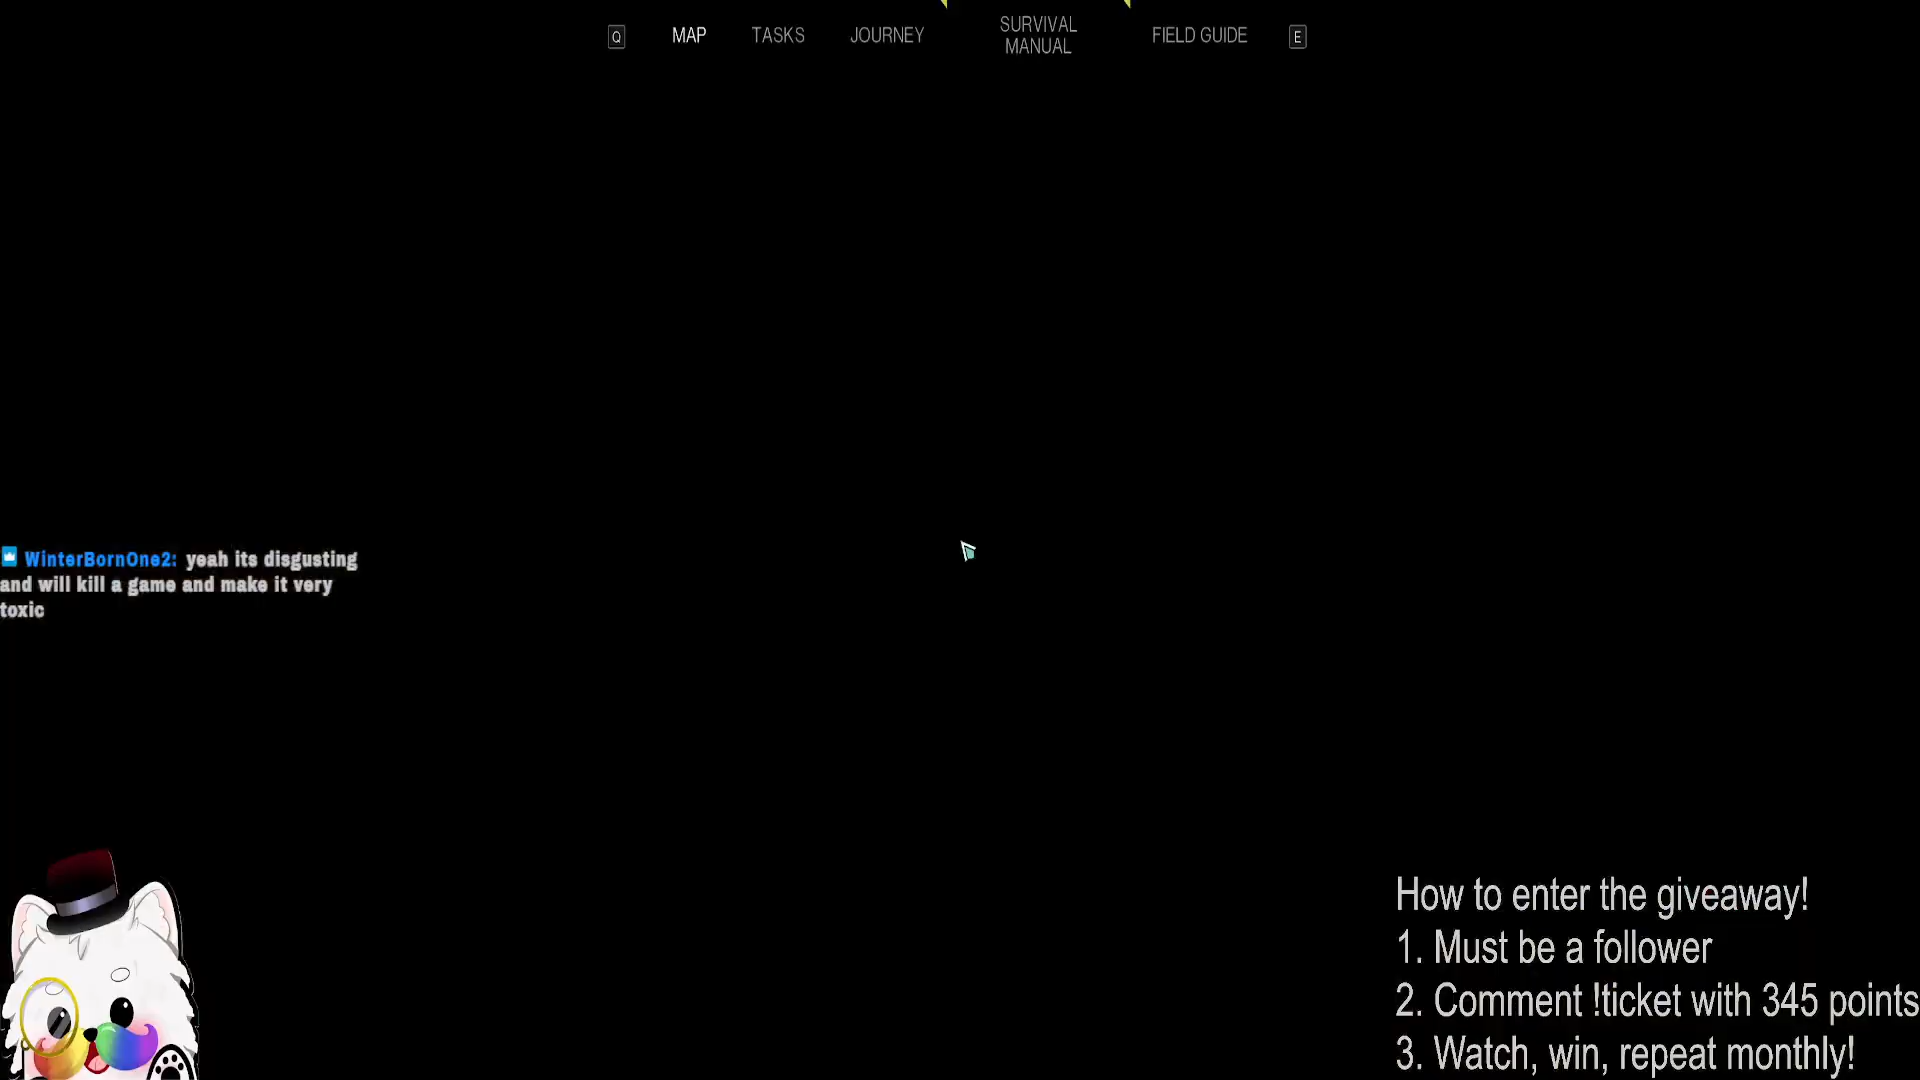 Q MAP TASKS JOURNEY SURVIVAL MANUAL FIELD GUIDE E
WinterBornOne2: yeah its disgusting
and will kill a game and make it very
toxic
How to enter the giveaway!
1. Must be a follower
2. Comment !ticket with 345 points
3. Watch, win, repeat monthly!